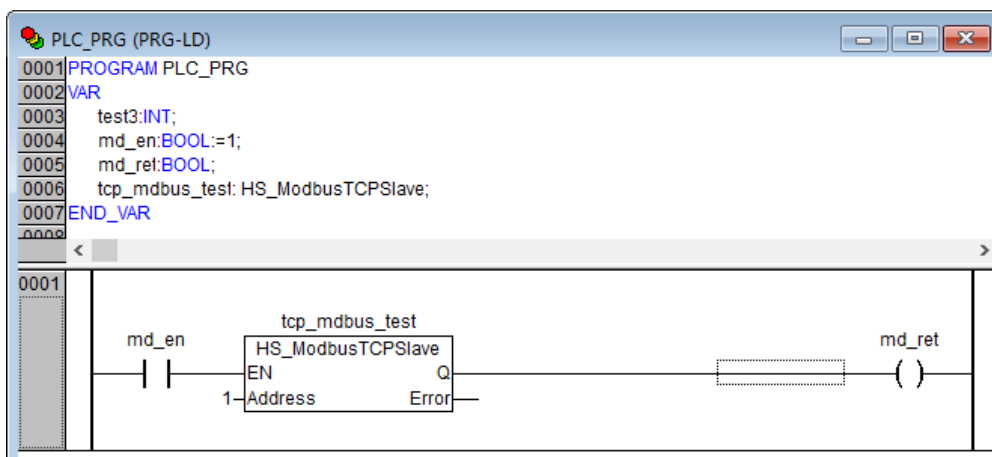 PLC_PRG (PRG-LD)
0001 PROGRAM PLC_PRG
0002 VAR
0003 test3:INT;
0004 md_en:BOOL:=1;
0005 md_ret:BOOL;
0006 tcp_mdbus_test: HS_ModbusTCPSlave;
0007 END_VAR
0008
0001
tcp_mdbus_test
md_en HS_ModbusTCPSlave md_ret
EN Q
1 Address Error